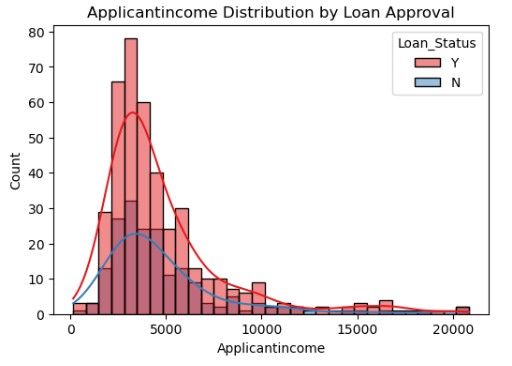 Applicantincome Distribution by Loan Approval
80
70
60
50
40
30
20
10
0
Count
Loan_Status
Y
N
0 5000 10000 15000 20000
Applicantincome